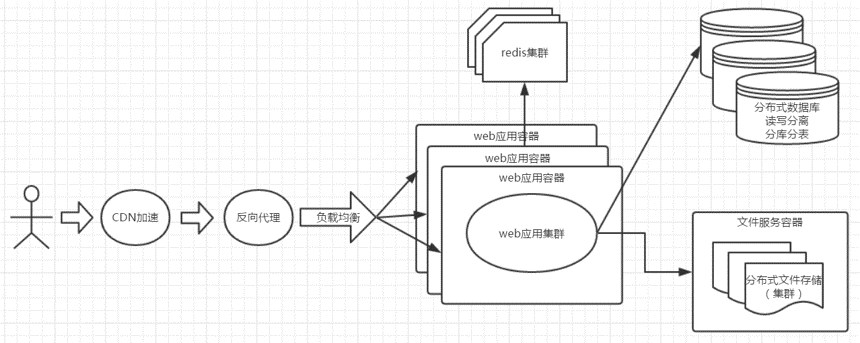 redis集群
分布式数据库
读写分离
分库分表
web应用容器
web应用容器
web应用容器
CDN加速
反向代理
负载均衡
web应用集群
文件服务容器
分布式文件存储
（集群）